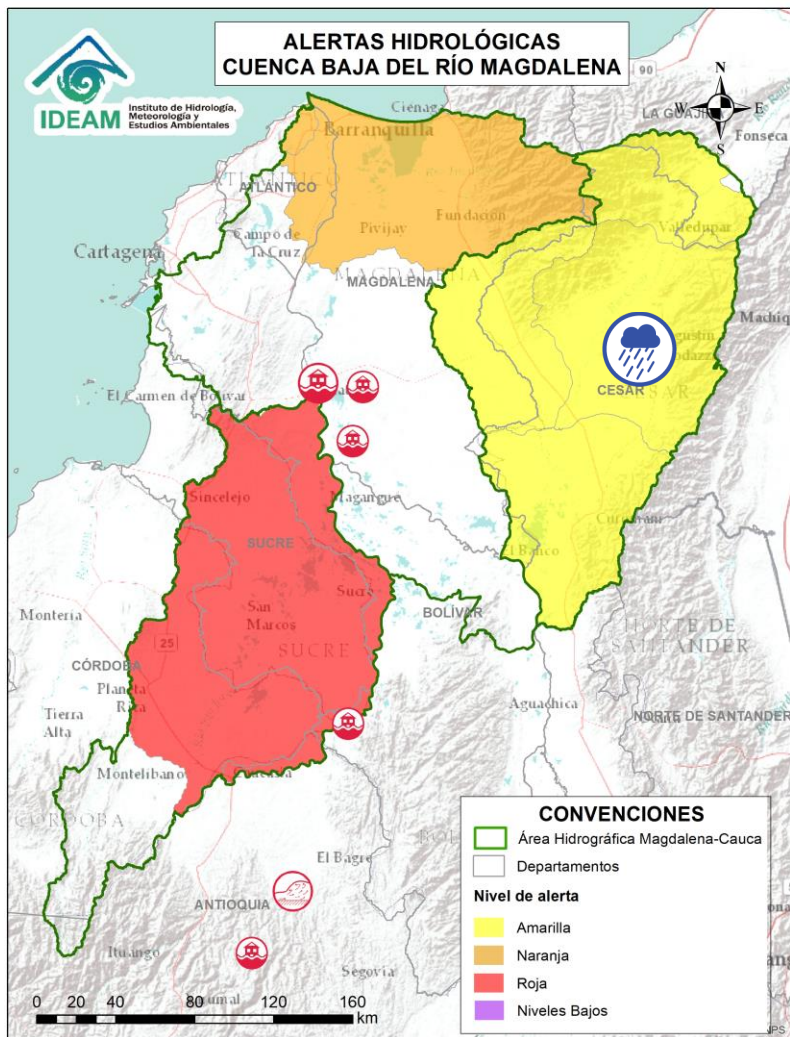 ALERTAS HIDROLÓGICAS
CUENCA BAJA DEL RÍO MAGDALENA
IDEAM
Instituto de Hidrología,
Meteorología y
Estudios Ambientales
N
W
E
S
90
Ciénaga
LA GUAJIRA
Fonseca
Barranquilla
ATLÁNTICO
Valledupar
Fundación
Pivijay
Campo de
la Cruz
Cartagena
MAGDALENA
MAGDALENA
Agustín
Codazzi
CESAR
El Carmen de Bolívar
Sincelejo
Magangué
SUCRE
El Banco
Sucre
BOLÍVAR
San
Marcos
Montería
SUCRE
NORTE DE
SANTANDER
25
CÓRDOBA
Planeta
Rica
Aguachica
NORTE DE SANTANDER
Tierra
Alta
Montelíbano
CÓRDOBA
El Bagre
ANTIOQUIA
Ituango
Segovia
CONVENCIONES
Área Hidrográfica Magdalena-Cauca
Departamentos
Nivel de alerta
Amarilla
Naranja
Roja
Niveles Bajos
0 20 40 80 120 160
km